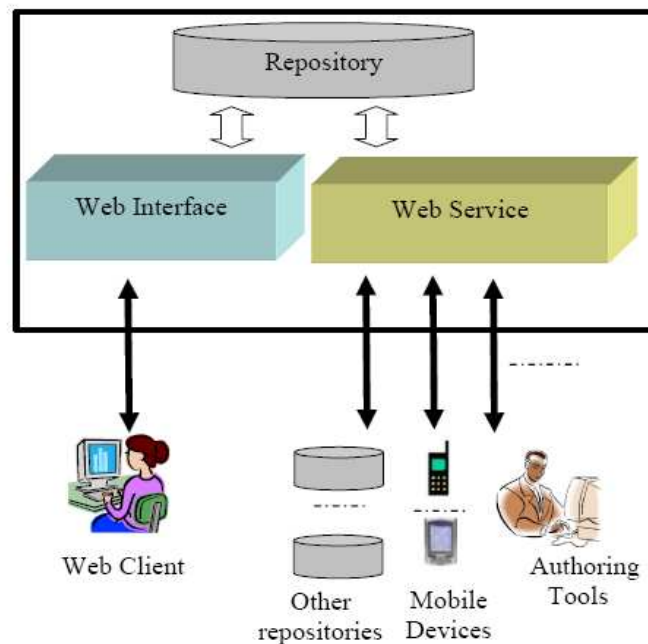 Repository
Web Interface
Web Service
Web Client
Other
repositories
Mobile
Devices
Authoring
Tools